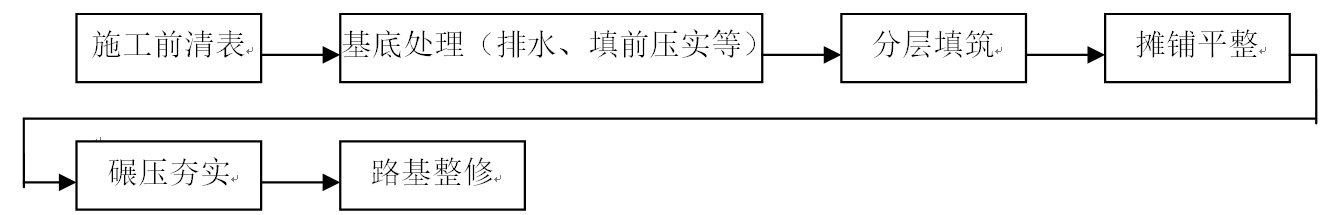 施工前清表
基底处理（排水、填前压实等）
分层填筑
摊铺平整
碾压夯实
路基整修